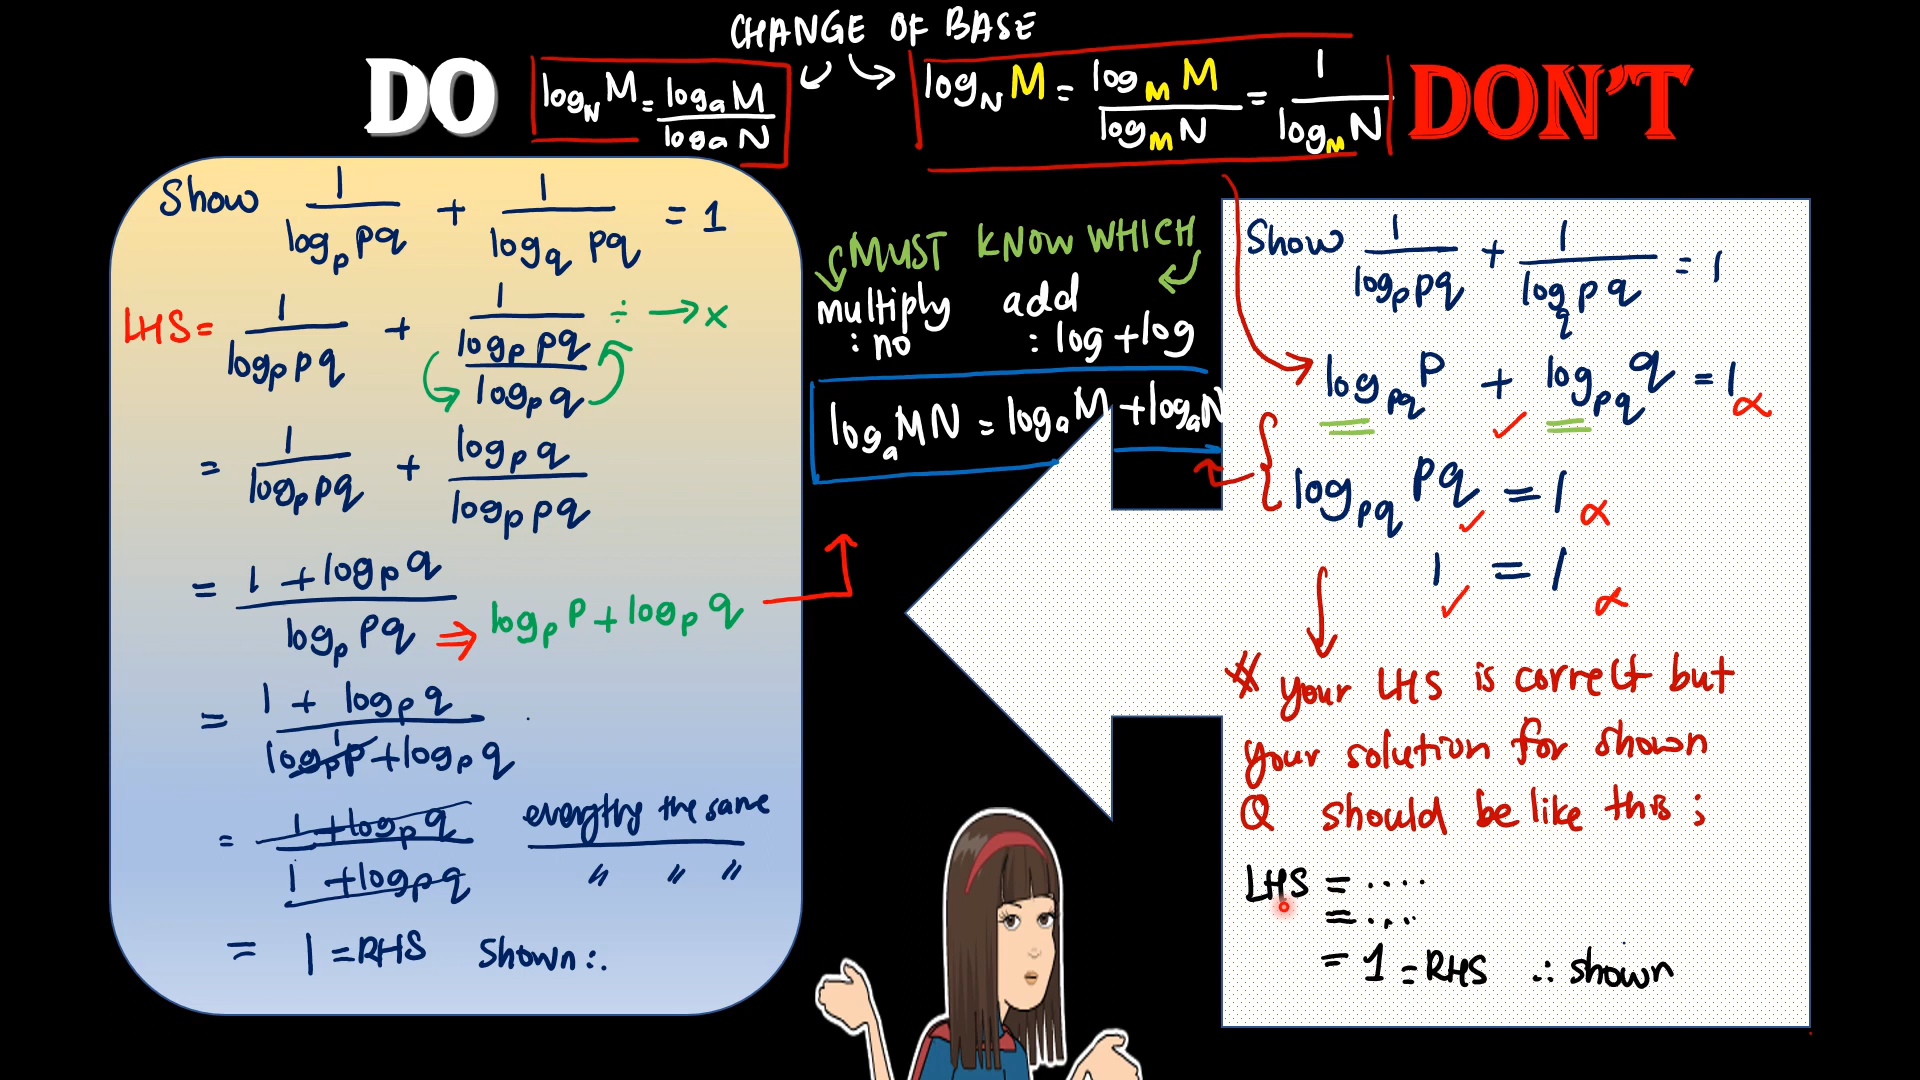 CHANGE OF BASE
DO
log_N M = log_a M / log_a N
log_N M = log_M M / log_M N = 1 / log_M N
DON'T
Show 1 / log_p pq + 1 / log_q pq = 1
LHS = 1 / log_p pq + 1 / (log_p pq / log_p q) ÷ → x
= 1 / log_p pq + log_p q / log_p pq
= (1 + log_p q) / log_p pq ⇒ log_p p + log_p q
= (1 + log_p q) / (log_p p + log_p q) 1
= (1 + log_p q) / (1 + log_p q) everythg the same
〃 〃 〃
= 1 = RHS Shown ∴
MUST KNOW WHICH
multiply add
: no : log + log
log_a MN = log_a M + log_a N
Show 1 / log_p pq + 1 / log_q pq = 1
log_pq P + log_pq q = 1 α
log_pq pq = 1 α
1 = 1 α
* your LHS is correct but
your solution for shown
Q should be like this ;
LHS = ....
= ....
= 1 = RHS ∴ shown